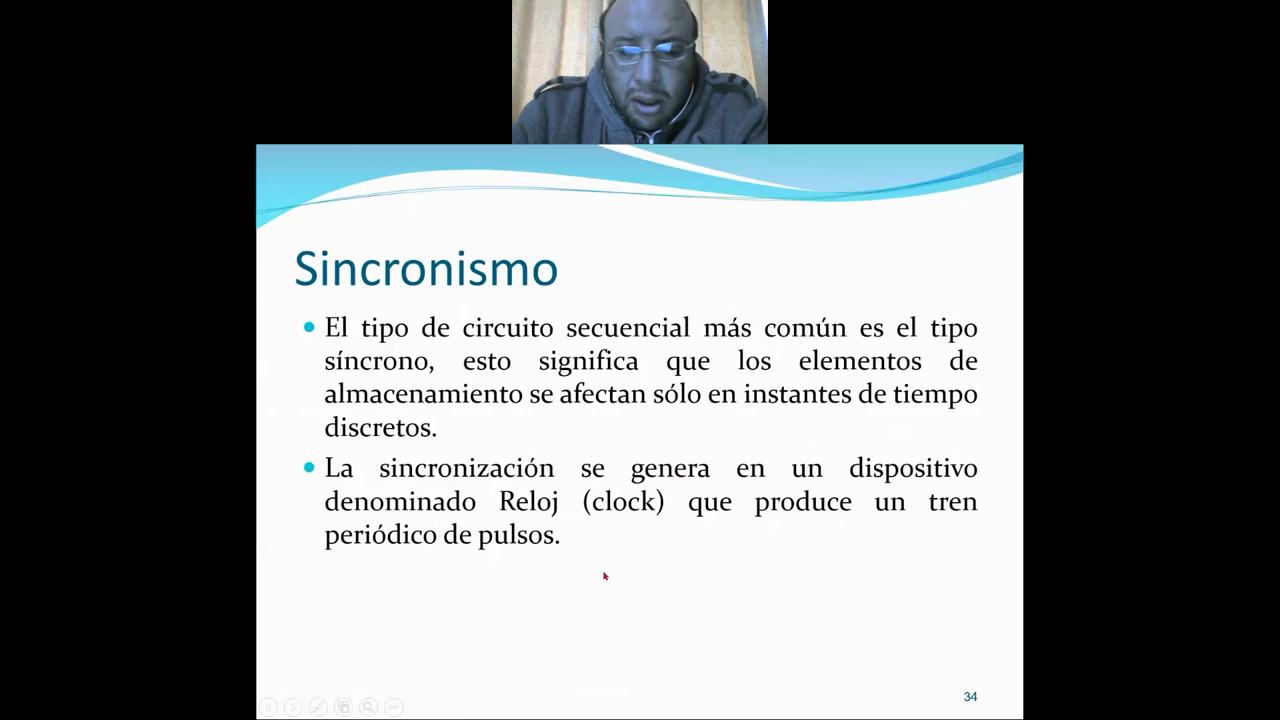 Sincronismo
El tipo de circuito secuencial más común es el tipo
síncrono, esto significa que los elementos de
almacenamiento se afectan sólo en instantes de tiempo
discretos.
La sincronización se genera en un dispositivo
denominado Reloj (clock) que produce un tren
periódico de pulsos.
34